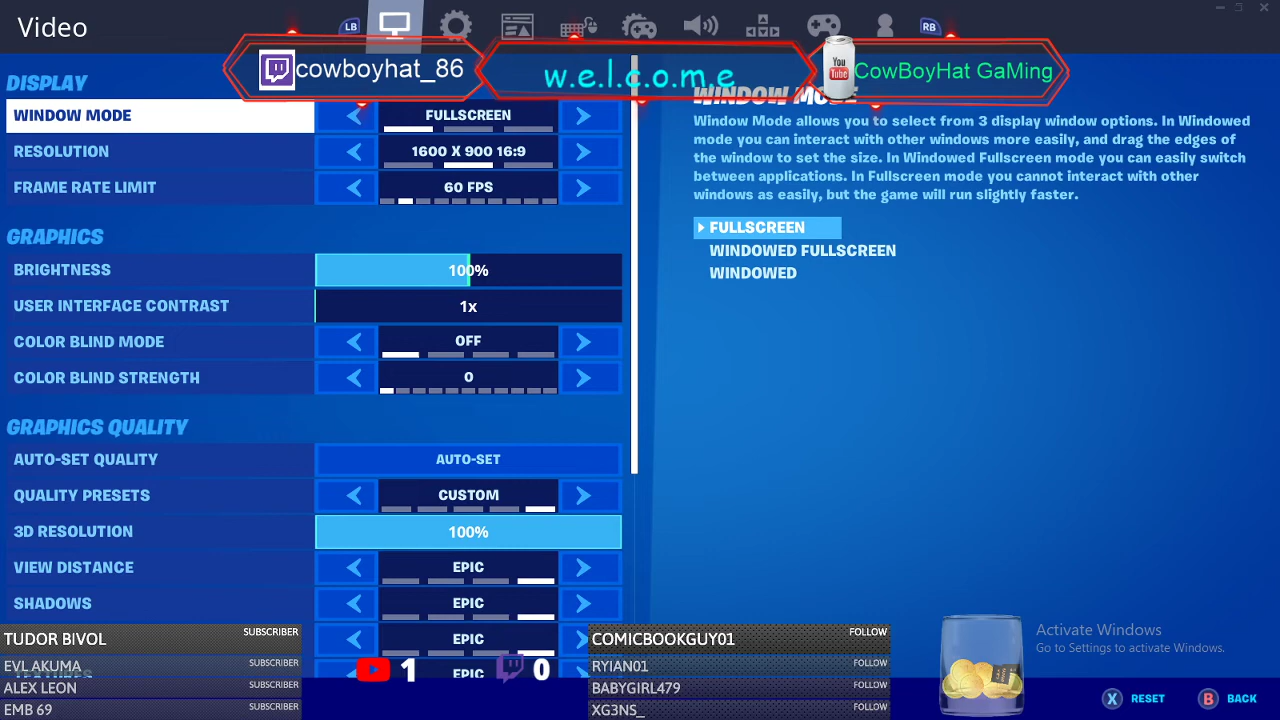 Video
LB
RB
cowboyhat_86
w.e.l.c.o.m.e
You
Tube
CowBoyHat GaMing
DISPLAY
WINDOW MODE
FULLSCREEN
RESOLUTION
1600 X 900 16:9
FRAME RATE LIMIT
60 FPS
GRAPHICS
BRIGHTNESS
100%
USER INTERFACE CONTRAST
1x
COLOR BLIND MODE
OFF
COLOR BLIND STRENGTH
0
GRAPHICS QUALITY
AUTO-SET QUALITY
AUTO-SET
QUALITY PRESETS
CUSTOM
3D RESOLUTION
100%
VIEW DISTANCE
EPIC
SHADOWS
EPIC
EPIC
EPIC
WINDOW MODE
Window Mode allows you to select from 3 display window options. In Windowed
mode you can interact with other windows more easily, and drag the edges of
the window to set the size. In Windowed Fullscreen mode you can easily switch
between applications. In Fullscreen mode you cannot interact with other
windows as easily, but the game will run slightly faster.
FULLSCREEN
WINDOWED FULLSCREEN
WINDOWED
TUDOR BIVOL SUBSCRIBER
EVL AKUMA SUBSCRIBER
ALEX LEON SUBSCRIBER
EMB 69 SUBSCRIBER
1
0
COMICBOOKGUY01 FOLLOW
RYIAN01 FOLLOW
BABYGIRL479 FOLLOW
XG3NS_ FOLLOW
Activate Windows
Go to Settings to activate Windows.
X RESET
B BACK